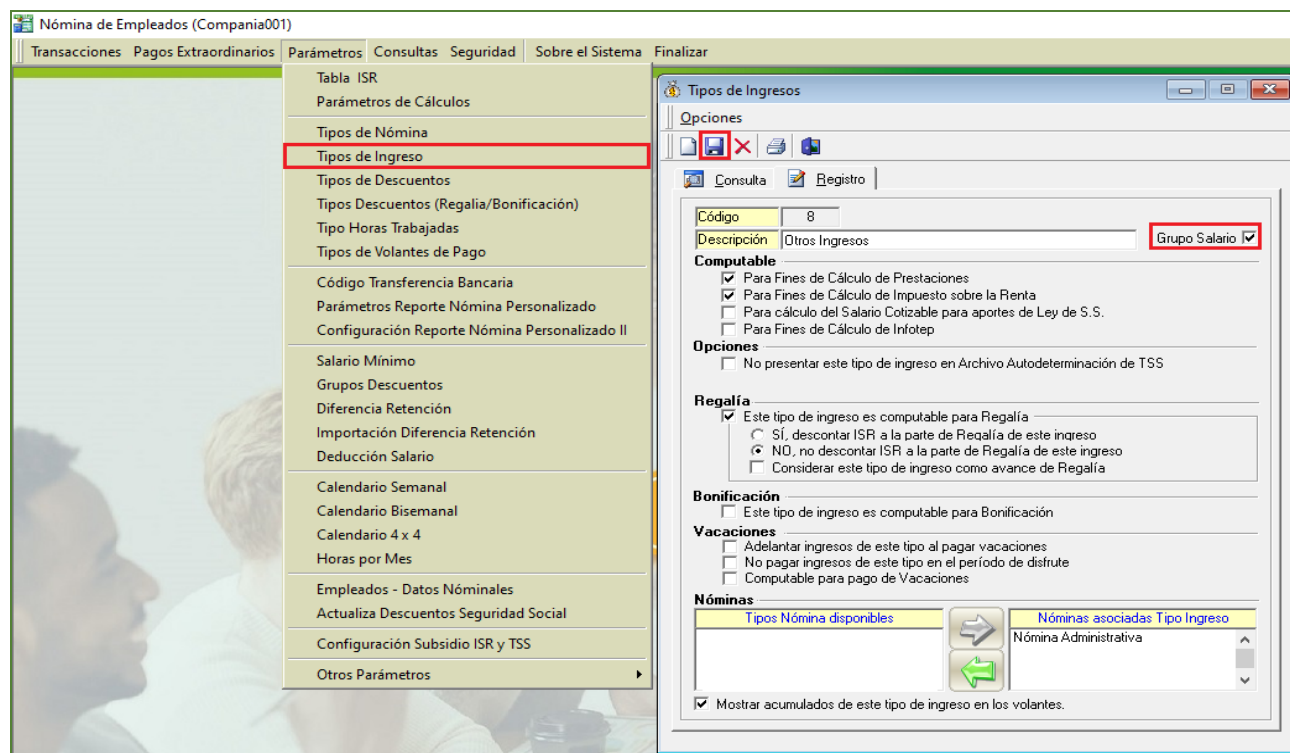 Nómina de Empleados (Compania001)
Transacciones Pagos Extraordinarios Parámetros Consultas Seguridad Sobre el Sistema Finalizar
Tabla ISR
Parámetros de Cálculos
Tipos de Nómina
Tipos de Ingreso
Tipos de Descuentos
Tipos Descuentos (Regalia/Bonificación)
Tipo Horas Trabajadas
Tipos de Volantes de Pago
Código Transferencia Bancaria
Parámetros Reporte Nómina Personalizado
Configuración Reporte Nómina Personalizado II
Salario Mínimo
Grupos Descuentos
Diferencia Retención
Importación Diferencia Retención
Deducción Salario
Calendario Semanal
Calendario Bisemanal
Calendario 4 x 4
Horas por Mes
Empleados - Datos Nóminales
Actualiza Descuentos Seguridad Social
Configuración Subsidio ISR y TSS
Otros Parámetros
Tipos de Ingresos
Opciones
Consulta Registro
Código 8
Descripción Otros Ingresos Grupo Salario
Computable
Para Fines de Cálculo de Prestaciones
Para Fines de Cálculo de Impuesto sobre la Renta
Para cálculo del Salario Cotizable para aportes de Ley de S.S.
Para Fines de Cálculo de Infotep
Opciones
No presentar este tipo de ingreso en Archivo Autodeterminación de TSS
Regalía
Este tipo de ingreso es computable para Regalía
SÍ, descontar ISR a la parte de Regalía de este ingreso
NO, no descontar ISR a la parte de Regalía de este ingreso
Considerar este tipo de ingreso como avance de Regalía
Bonificación
Este tipo de ingreso es computable para Bonificación
Vacaciones
Adelantar ingresos de este tipo al pagar vacaciones
No pagar ingresos de este tipo en el período de disfrute
Computable para pago de Vacaciones
Nóminas
Tipos Nómina disponibles Nóminas asociadas Tipo Ingreso
Nómina Administrativa
Mostrar acumulados de este tipo de ingreso en los volantes.